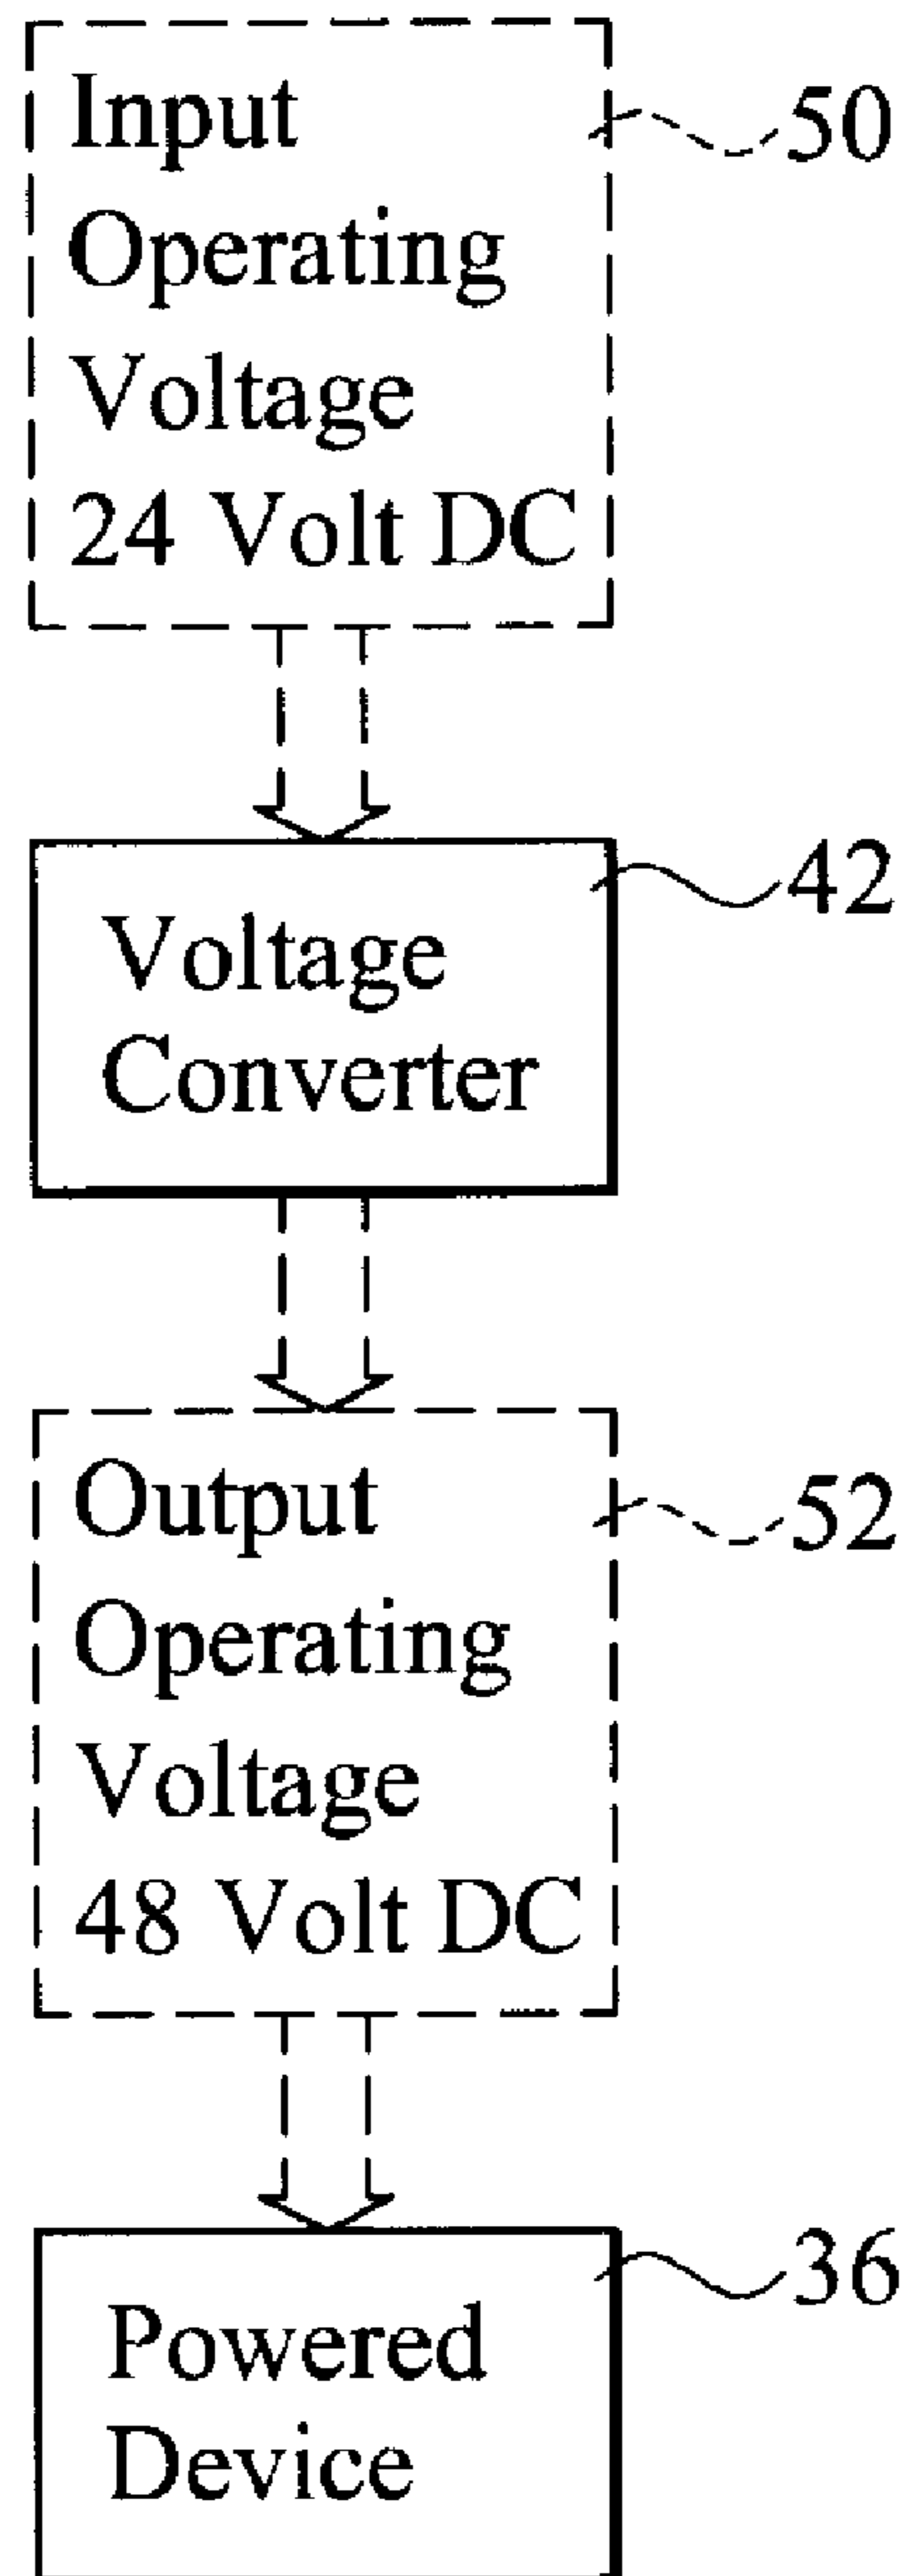 Input
Operating
Voltage
24 Volt DC
50
Voltage
Converter
42
Output
Operating
Voltage
48 Volt DC
52
Powered
Device
36